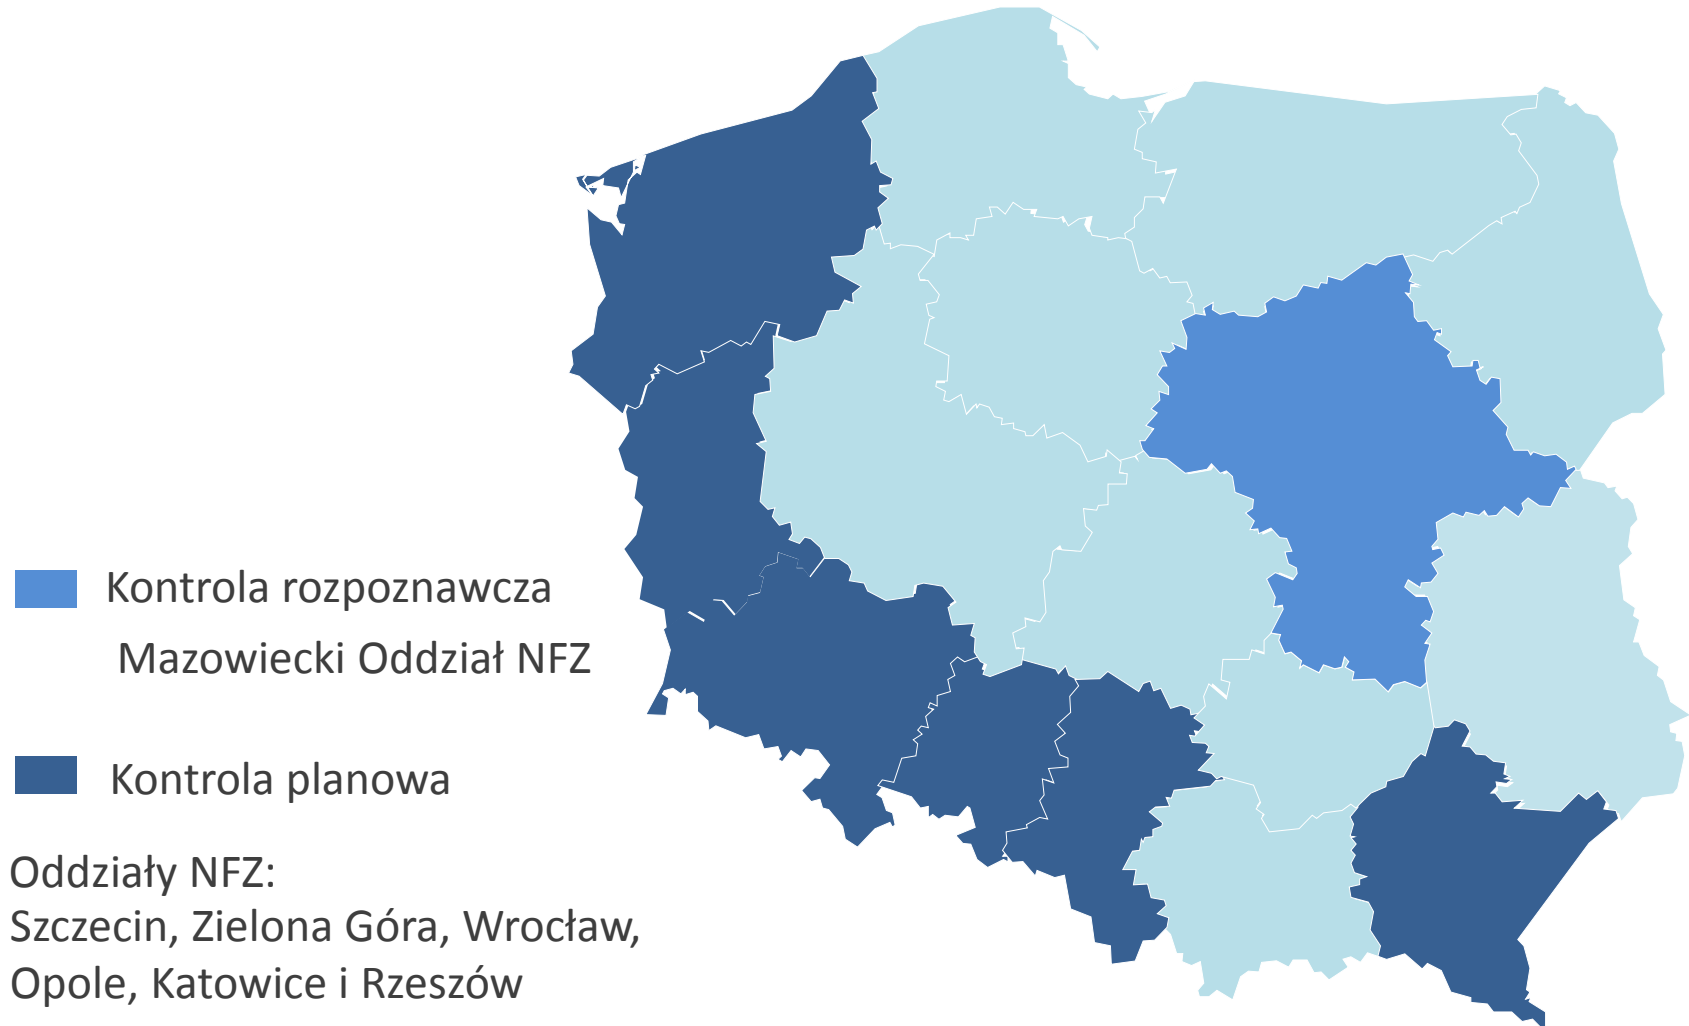 Kontrola rozpoznawcza
Mazowiecki Oddział NFZ
Kontrola planowa
Oddziały NFZ:
Szczecin, Zielona Góra, Wrocław,
Opole, Katowice i Rzeszów